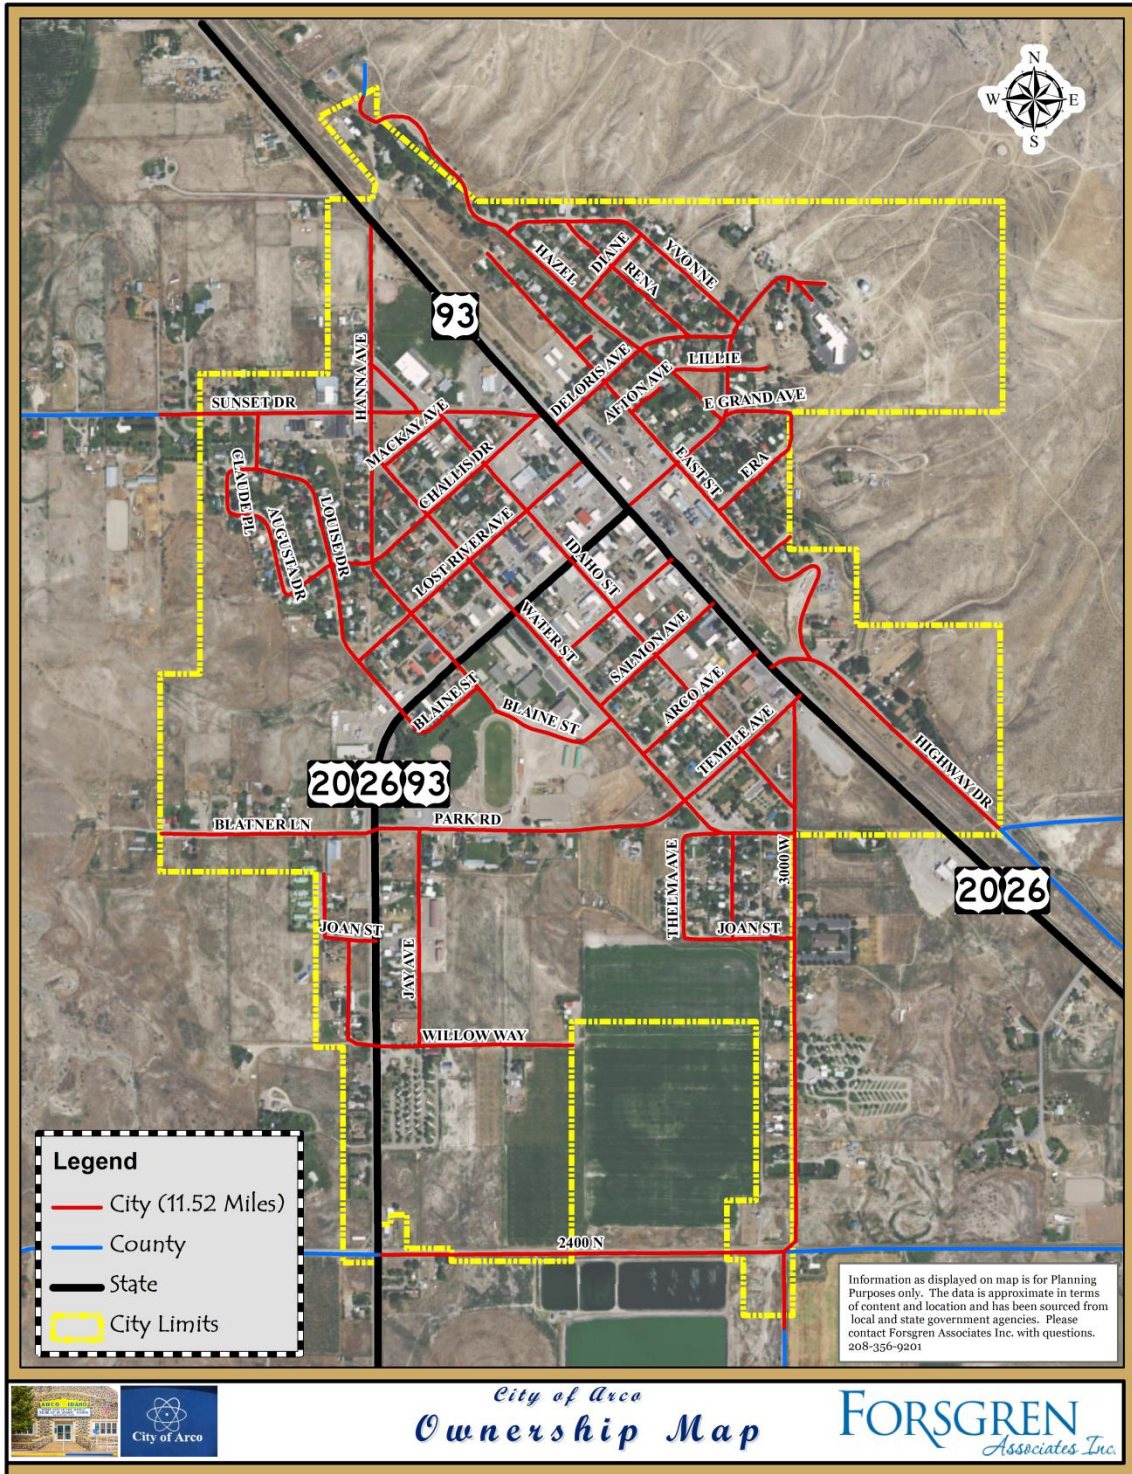 N
W E
S
HAZEL
DIANE
RENA
YVONNE
93
HANNA AVE
DELORIS AVE
LILLIE
AFTON AVE
E GRAND AVE
SUNSET DR
MACKAY AVE
CHALLIS DR
EAST ST
ERA
CLAUDE PL
AUGUSTA DR
LOUISE DR
LOST RIVER AVE
IDAHO ST
WATER ST
SALMON AVE
ARCO AVE
BLAINE ST
BLAINE ST
TEMPLE AVE
HIGHWAY DR
20 26 93
BLATNER LN
PARK RD
THELMA AVE
3000 W
20 26
JOAN ST
JOAN ST
JAY AVE
WILLOW WAY
2400 N
Legend
City (11.52 Miles)
County
State
City Limits
Information as displayed on map is for Planning
Purposes only. The data is approximate in terms
of content and location and has been sourced from
local and state government agencies. Please
contact Forsgren Associates Inc. with questions.
208-356-9201
ARCO IDAHO
City of Arco
City of Arco
Ownership Map
FORSGREN
Associates Inc.